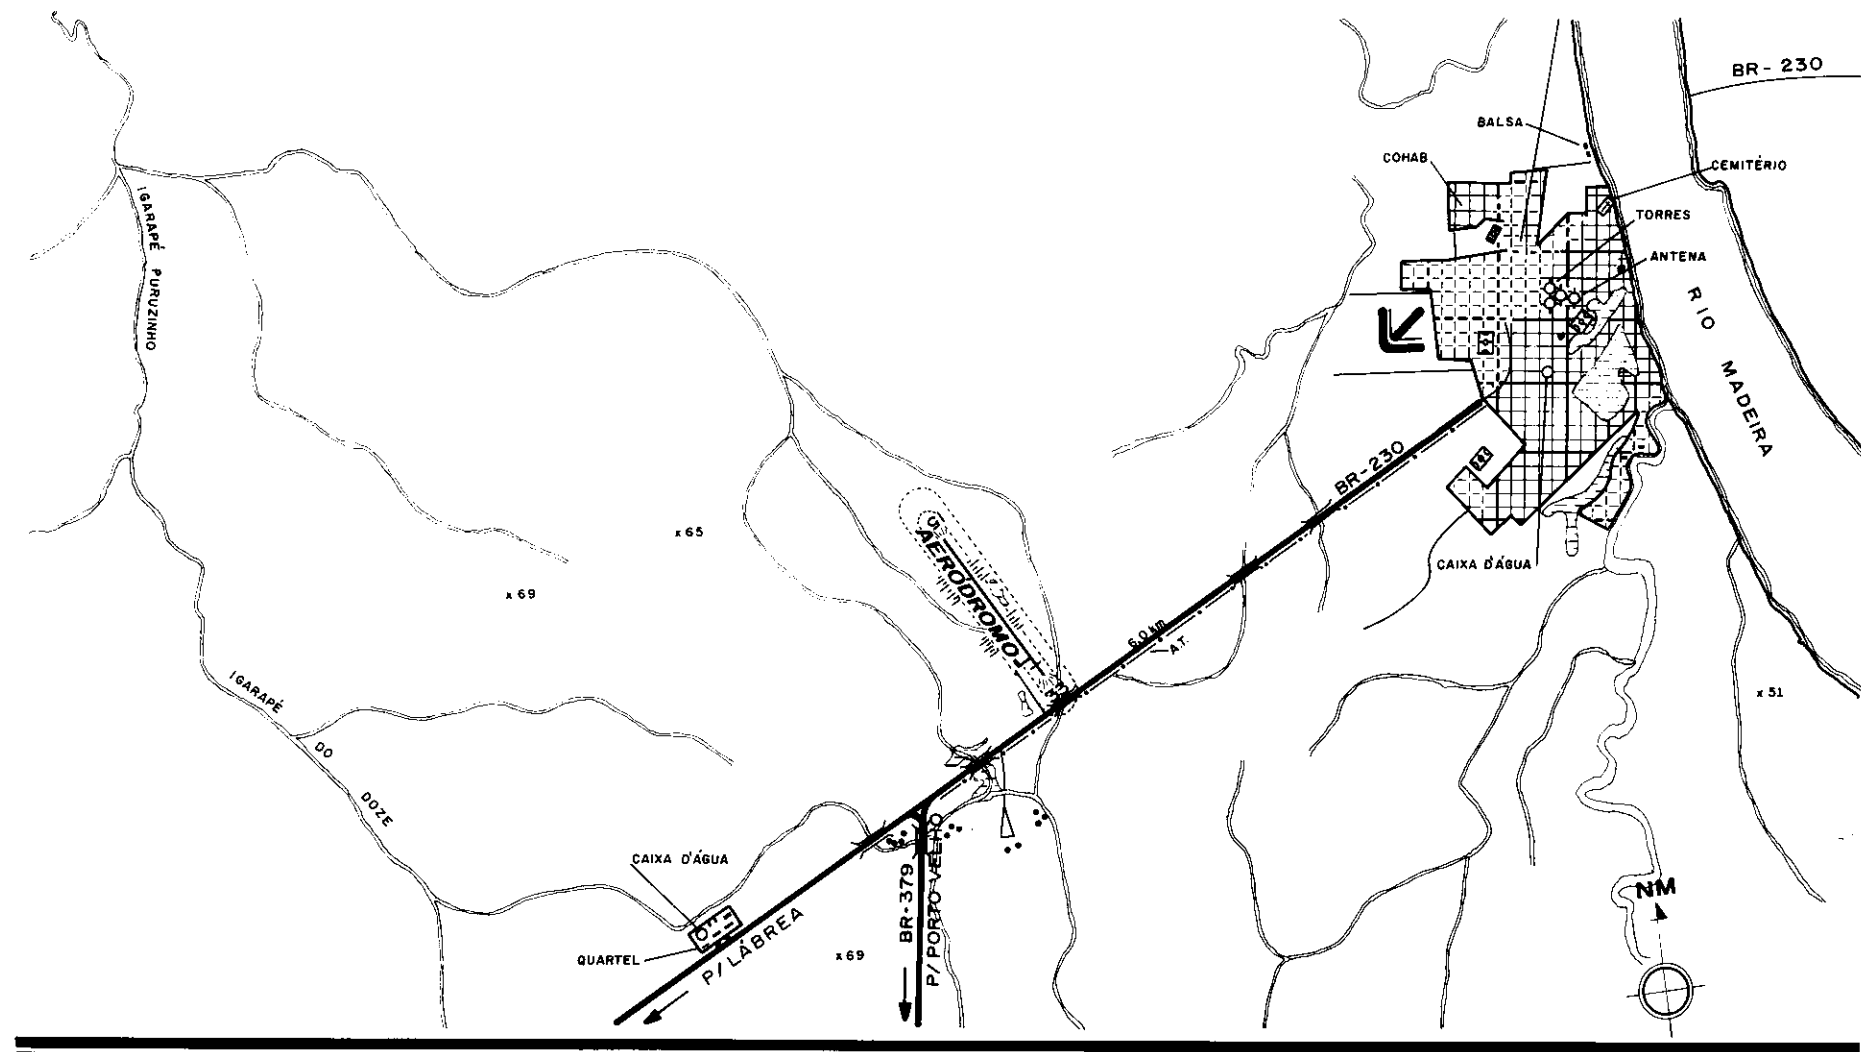 BR - 230
BALSA
COHAB
CEMITÉRIO
TORRES
ANTENA
IGARAPÉ PURUZINHO
RIO MADEIRA
BR-230
x 65
AERÓDROMO
x 69
CAIXA D'ÁGUA
6,0 km
A.T.
IGARAPÉ DO DOZE
x 51
CAIXA D'ÁGUA
QUARTEL
P/ LÁBREA
BR-379
P/ PORTO VELHO
x 69
NM